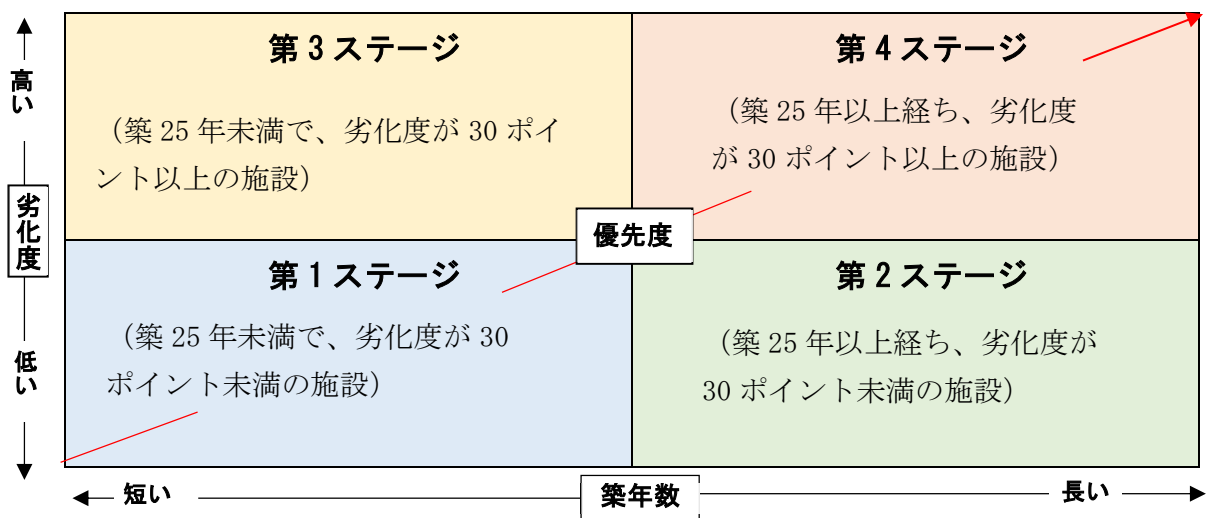 高い
劣化度
低い
第3ステージ
(築25年未満で、劣化度が30ポイ
ント以上の施設)
第4ステージ
(築25年以上経ち、劣化度
が30ポイント以上の施設)
優先度
第1ステージ
(築25年未満で、劣化度が30
ポイント未満の施設)
第2ステージ
(築25年以上経ち、劣化度が
30ポイント未満の施設)
短い
築年数
長い